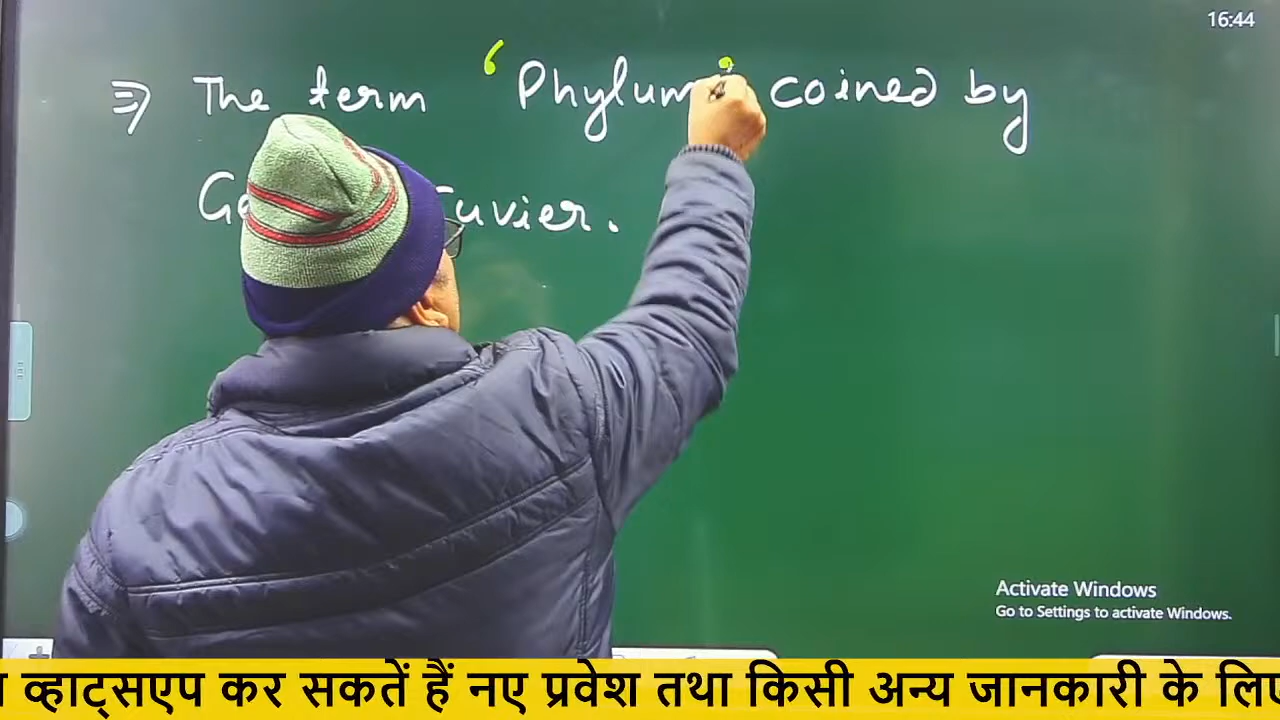 16:44
⇒ The term 'Phylum' coined by
Cuvier.
Activate Windows
Go to Settings to activate Windows.
व्हाट्सएप कर सकतें हैं नए प्रवेश तथा किसी अन्य जानकारी के